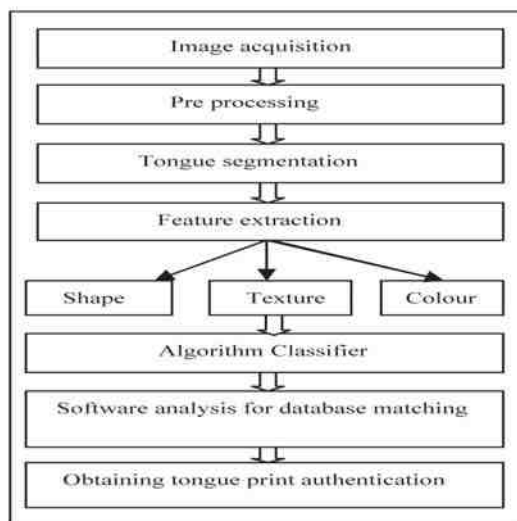 Image acquisition
Pre processing
Tongue segmentation
Feature extraction
Shape
Texture
Colour
Algorithm Classifier
Software analysis for database matching
Obtaining tongue print authentication